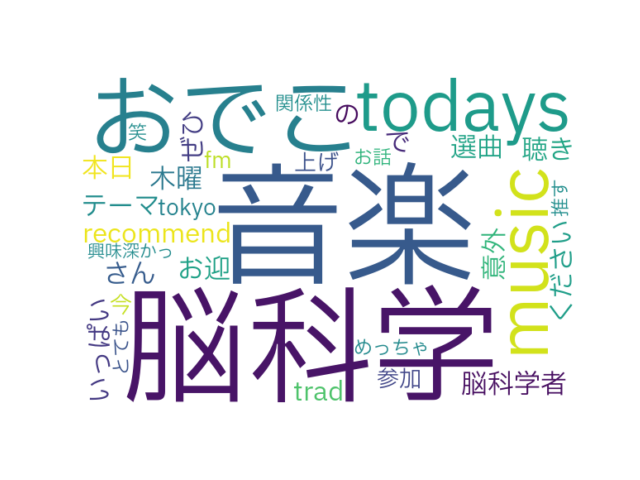 おでこ
todays
関係性
の
笑
ぜひ
で
選曲
聴き
fm
本日
木曜
上げ
お話
音楽
テーマ
tokyo
music
推す
recommend
意外
ください
興味深かっ
さん
お迎
脳科学
いっぱい
今
とても
めっちゃ
参加
trad
脳科学者